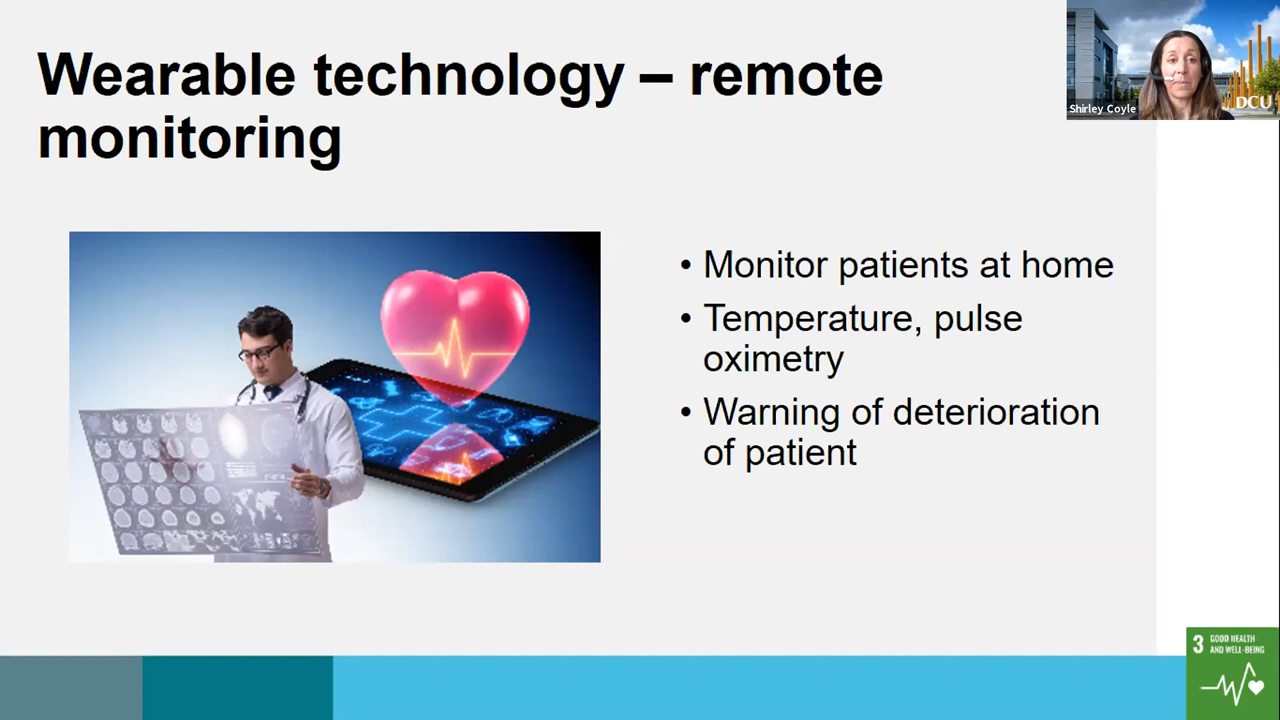 Wearable technology – remote
monitoring
Shirley Coyle
DCU
• Monitor patients at home
• Temperature, pulse
oximetry
• Warning of deterioration
of patient
3 GOOD HEALTH
AND WELL-BEING